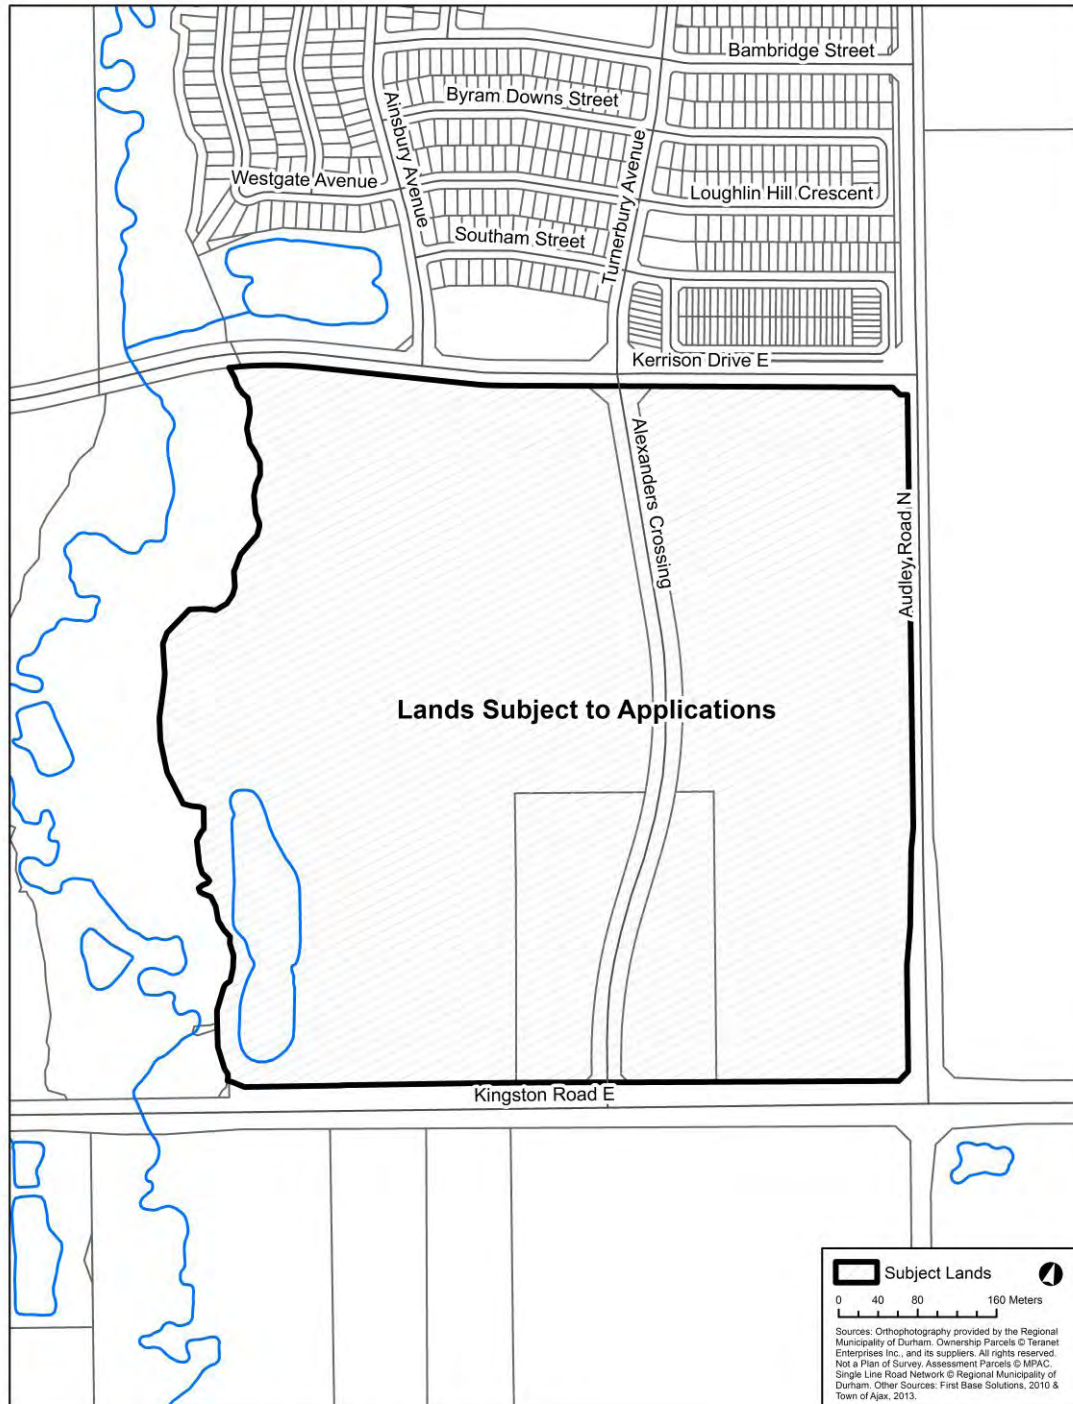 Bambridge Street
Byram Downs Street
Ainsbury Avenue
Turnerbury Avenue
Westgate Avenue
Loughlin Hill Crescent
Southam Street
Kerrison Drive E
Alexanders Crossing
Audley Road N
Lands Subject to Applications
Kingston Road E
Subject Lands
0 40 80 160 Meters
Sources: Orthophotography provided by the Regional
Municipality of Durham. Ownership Parcels © Teranet
Enterprises Inc., and its suppliers. All rights reserved.
Not a Plan of Survey. Assessment Parcels © MPAC.
Single Line Road Network © Regional Municipality of
Durham. Other Sources: First Base Solutions, 2010 &
Town of Ajax, 2013.